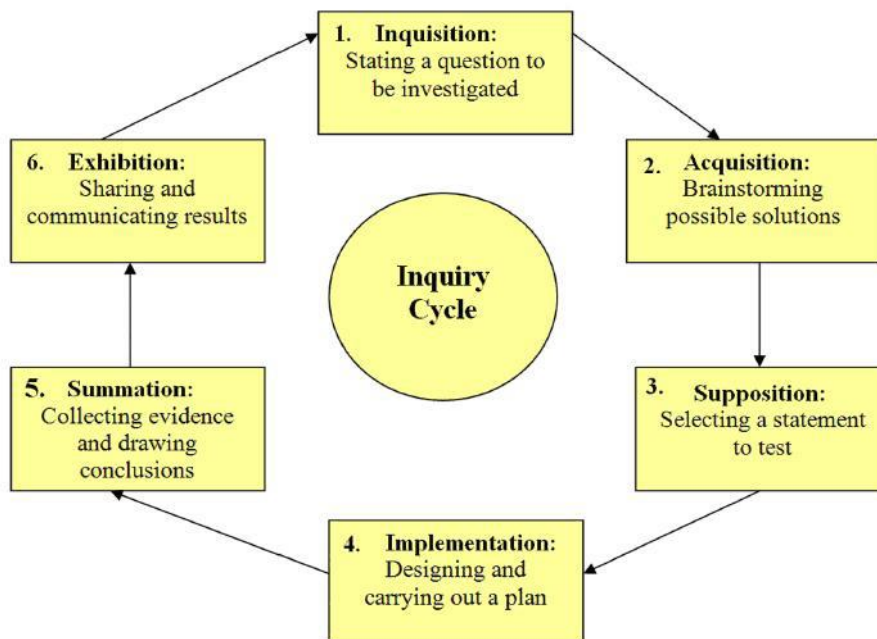 1. Inquisition:
Stating a question to
be investigated
2. Acquisition:
Brainstorming
possible solutions
3. Supposition:
Selecting a statement
to test
4. Implementation:
Designing and
carrying out a plan
5. Summation:
Collecting evidence
and drawing
conclusions
6. Exhibition:
Sharing and
communicating results
Inquiry
Cycle